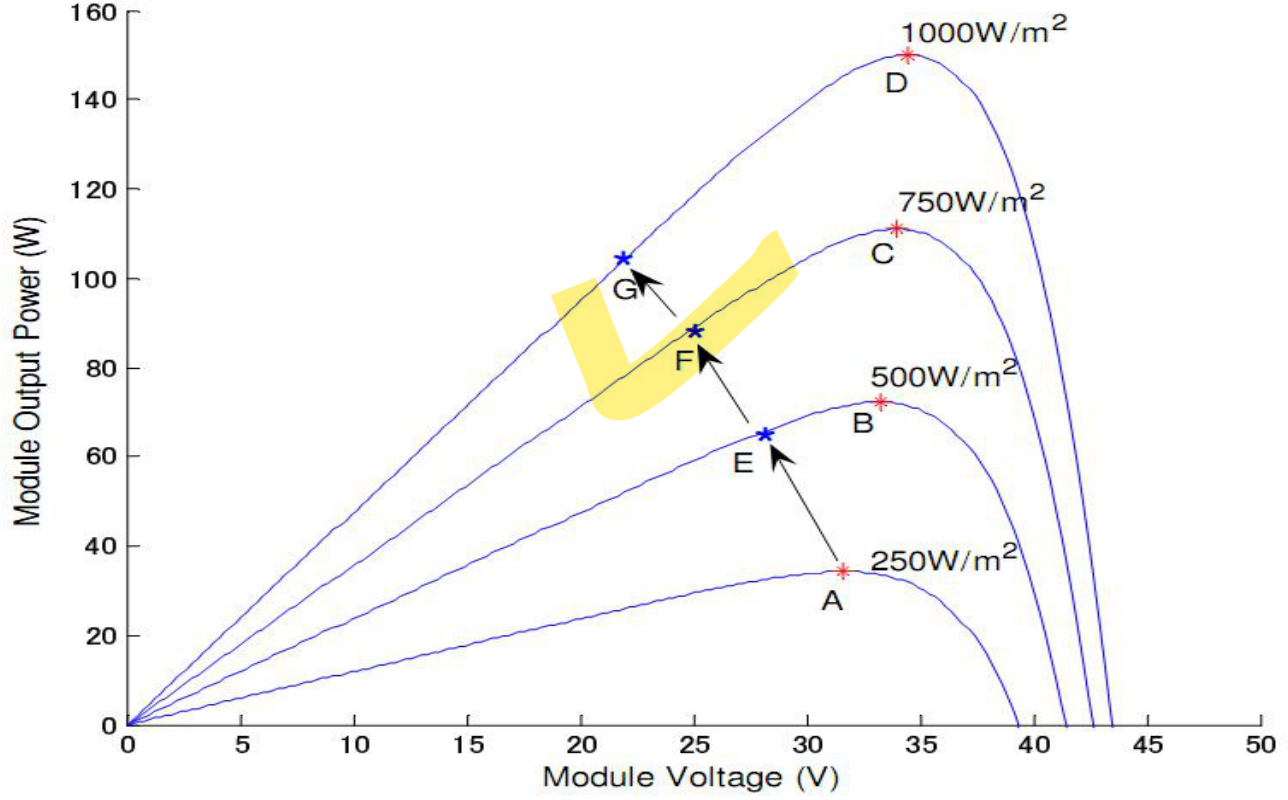 160
1000W/m²
D
140
120
750W/m²
C
100
G
F
80
500W/m²
B
60
E
40
250W/m²
A
20
0
0 5 10 15 20 25 30 35 40 45 50
Module Voltage (V)
Module Output Power (W)